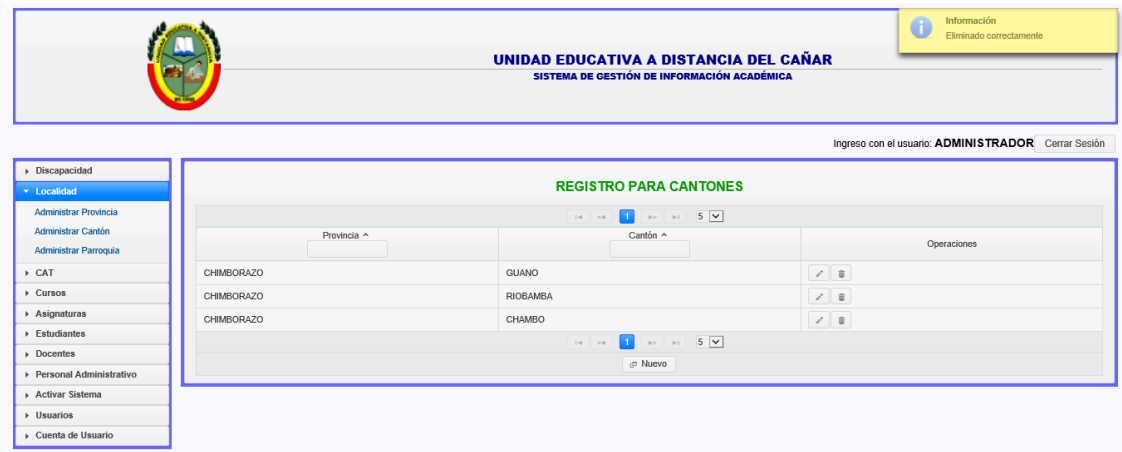 Información
Eliminado correctamente
UNIDAD EDUCATIVA A DISTANCIA DEL CAÑAR
SISTEMA DE GESTIÓN DE INFORMACIÓN ACADÉMICA
Ingreso con el usuario: ADMINISTRADOR Cerrar Sesión
Discapacidad
Localidad
Administrar Provincia
Administrar Cantón
Administrar Parroquia
CAT
Cursos
Asignaturas
Estudiantes
Docentes
Personal Administrativo
Activar Sistema
Usuarios
Cuenta de Usuario
REGISTRO PARA CANTONES
1 5
Provincia Cantón Operaciones
CHIMBORAZO GUANO
CHIMBORAZO RIOBAMBA
CHIMBORAZO CHAMBO
1 5
Nuevo